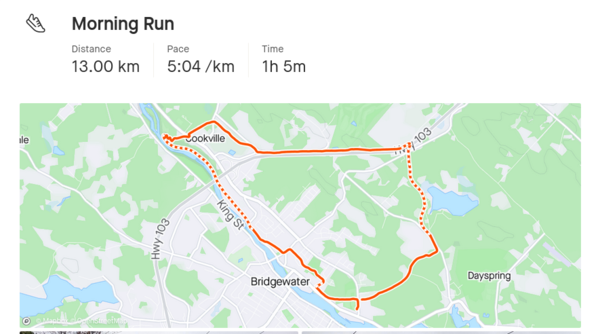 Morning Run
Distance
13.00 km
Pace
5:04 /km
Time
1h 5m
Cookville
Hwy 103
King St
Hwy 103
Bridgewater
Dayspring